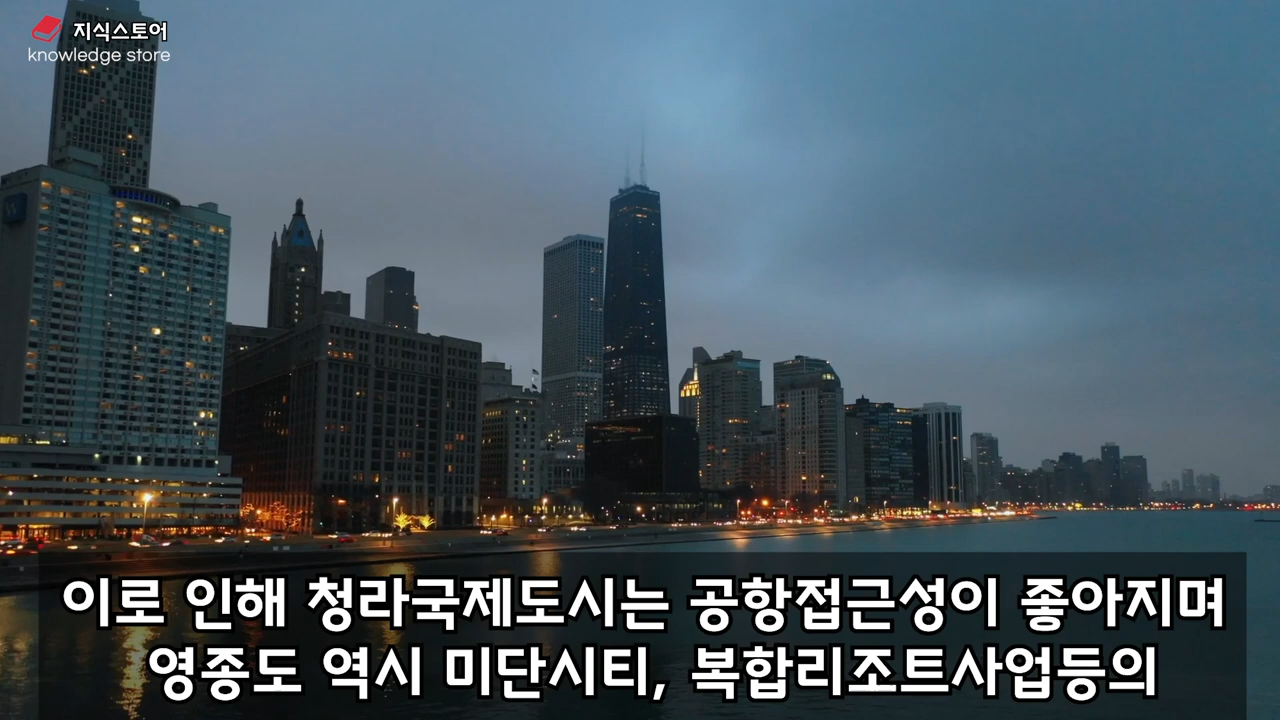 지식스토어
knowledge store
이로 인해 청라국제도시는 공항접근성이 좋아지며
영종도 역시 미단시티, 복합리조트사업등의